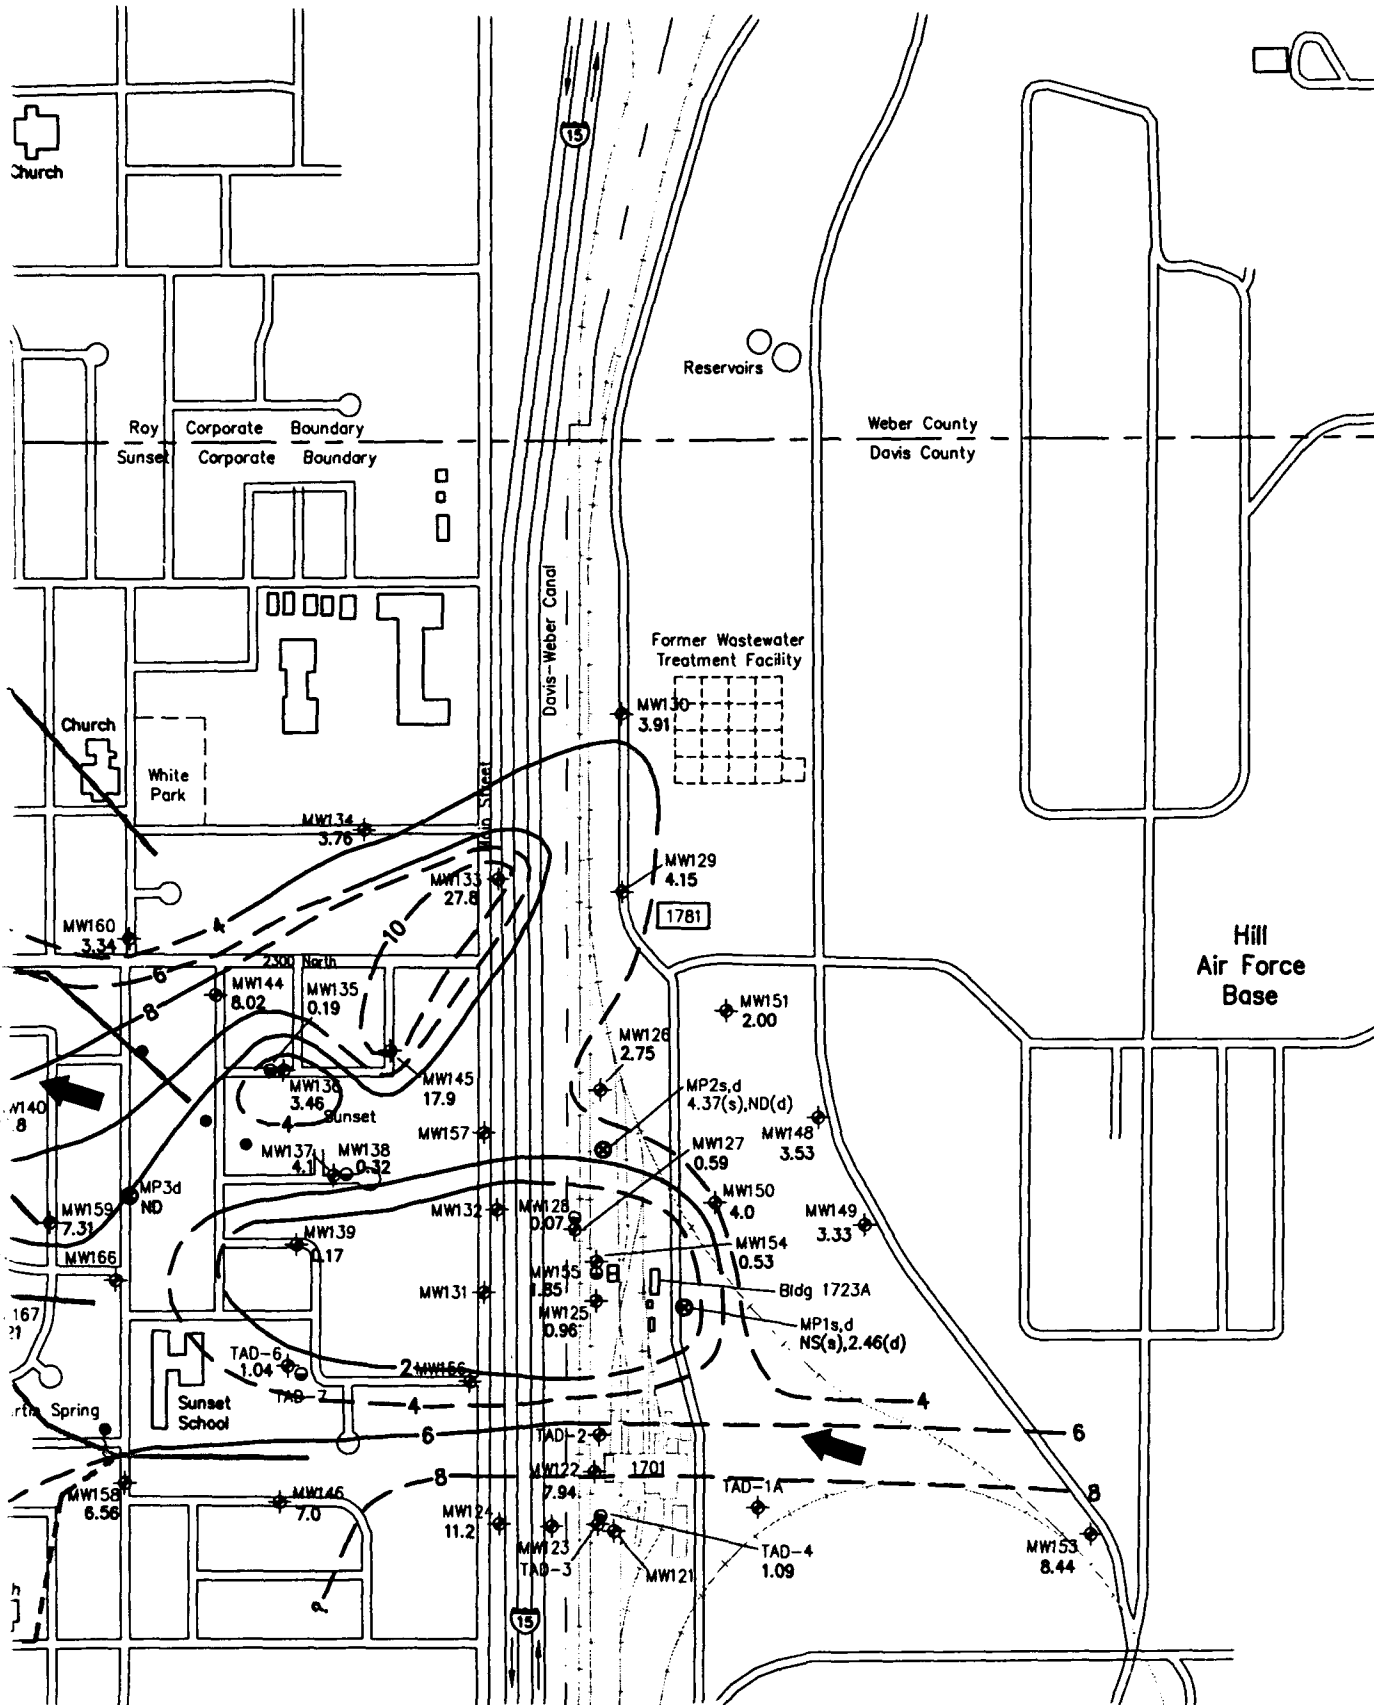 15
Church
Reservoirs
Roy Corporate Boundary
Sunset Corporate Boundary
Weber County
Davis County
Davis-Weber Canal
Former Wastewater
Treatment Facility
MW130
3.91
Church
White
Park
Main Street
MW134
3.76
MW129
4.15
MW133
27.8
1781
4
10
MW160
3.34
Hill
Air Force
Base
2300 North
6
MW144
8.02
MW135
0.19
8
MW151
2.00
MW126
2.75
MW136
3.46
MW145
17.9
MP2s,d
4.37(s),ND(d)
4
Sunset
MW157
MW148
3.53
MW137
4.1
MW138
0.32
MW127
0.59
MP3d
ND
MW159
7.31
MW132
MW128
0.07
MW150
4.0
MW149
3.33
MW139
.17
MW154
0.53
MW166
MW155
1.85
MW131
Bldg 1723A
MW125
0.96
MP1s,d
NS(s),2.46(d)
167
21
TAD-6
1.04
2
MW156
TAD-7
4
4
Sunset
School
Spring
6
TAD-2
6
8
MW122
7.94
1701
TAD-1A
8
MW158
6.56
MW146
7.0
MW124
11.2
MW123
TAD-3
TAD-4
1.09
MW121
MW153
8.44
15